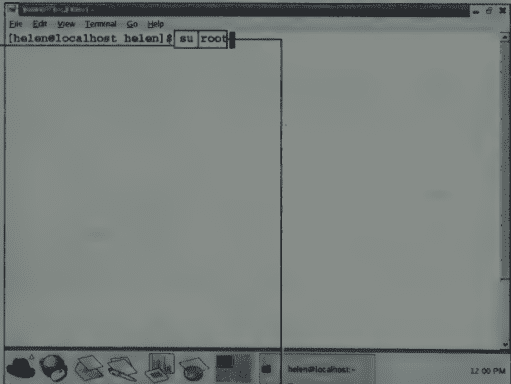 File Edit View Terminal Go Help
[helen@localhost helen]$ su root
helen@localhost:~
12:00 PM